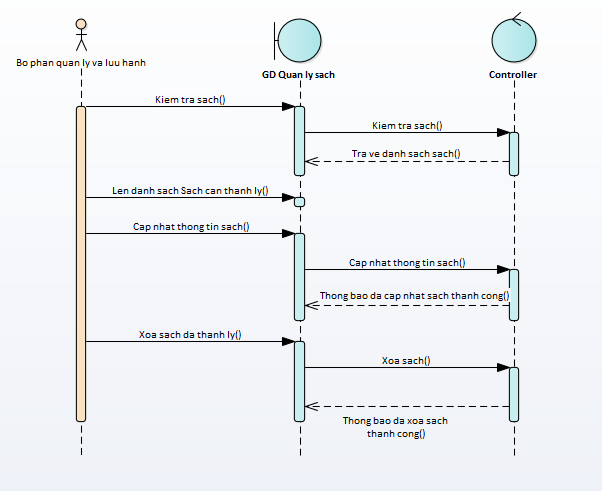 Bo phan quan ly va luu hanh
GD Quan ly sach
Controller
Kiem tra sach()
Kiem tra sach()
Tra ve danh sach sach()
Len danh sach Sach can thanh ly()
Cap nhat thong tin sach()
Cap nhat thong tin sach()
Thong bao da cap nhat sach thanh cong()
Xoa sach da thanh ly()
Xoa sach()
Thong bao da xoa sach
thanh cong()